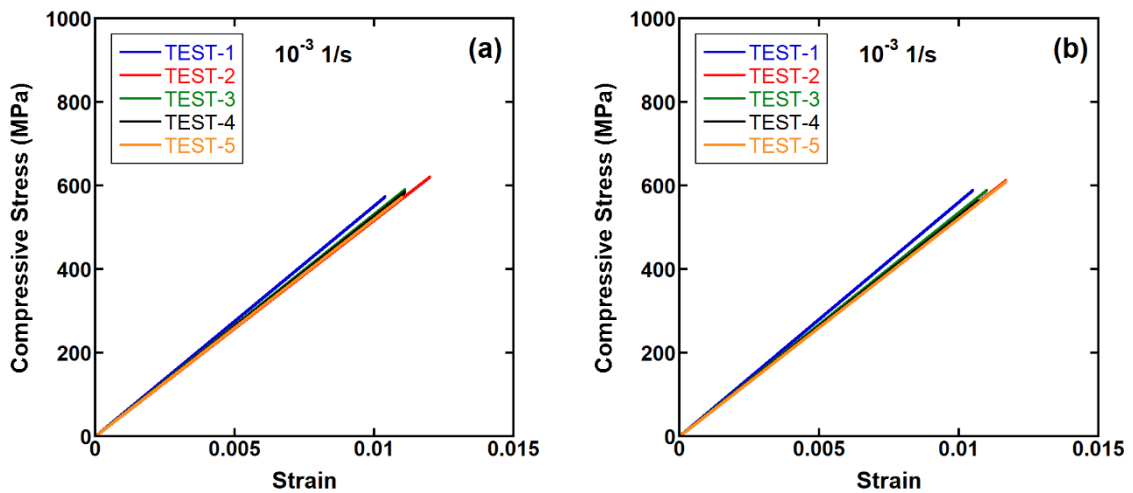 1000
800
600
400
200
0
Compressive Stress (MPa)
TEST-1
TEST-2
TEST-3
TEST-4
TEST-5
10⁻³ 1/s
(a)
0
0.005
0.01
0.015
Strain
1000
800
600
400
200
0
Compressive Stress (MPa)
TEST-1
TEST-2
TEST-3
TEST-4
TEST-5
10⁻³ 1/s
(b)
0
0.005
0.01
0.015
Strain